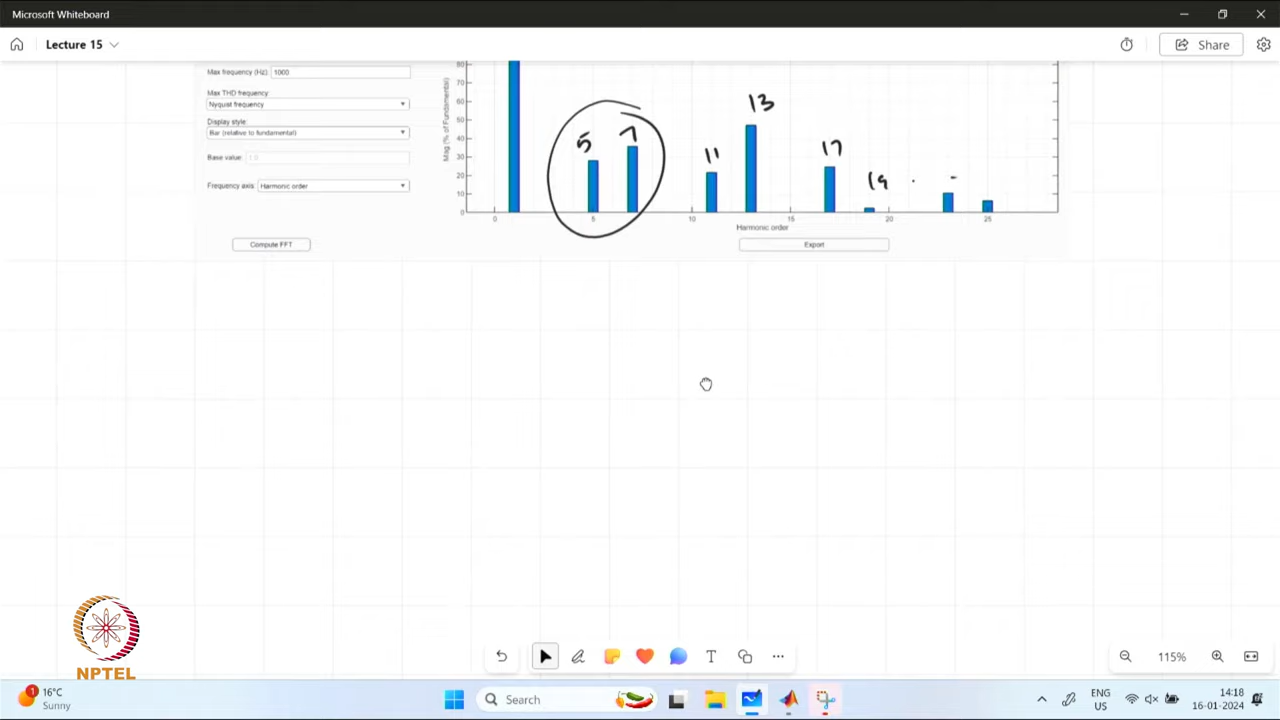 Microsoft Whiteboard
Lecture 15
Share
Max frequency (Hz): 1000
Max THD frequency:
Nyquist frequency
Display style:
Bar (relative to fundamental)
Base value: 1.0
Frequency axis: Harmonic order
Compute FFT
Mag (% of Fundamental)
80
70
60
50
40
30
20
10
0
5 7 11 13 17 19 . -
0 5 10 15 20 25
Harmonic order
Export
NPTEL
T
115%
1
16°C
Sunny
Search
ENG
US
14:18
16-01-2024